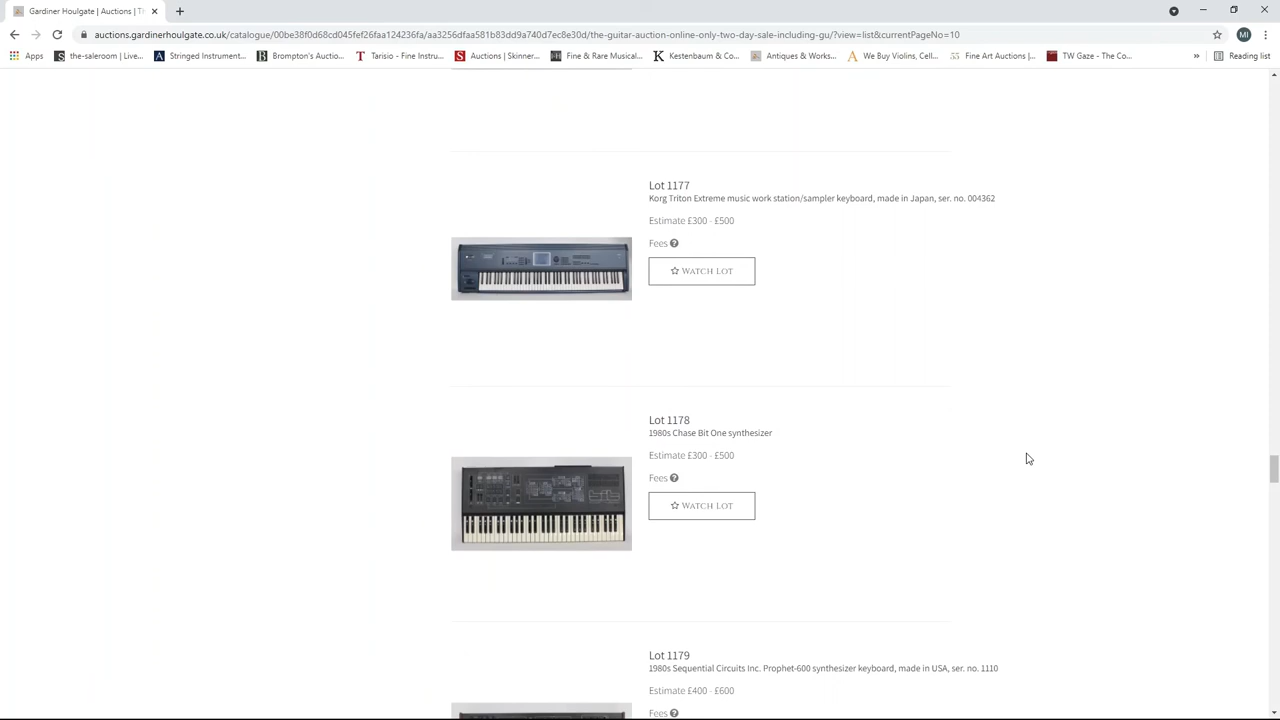 Gardiner Houlgate | Auctions | Th
auctions.gardinerhoulgate.co.uk/catalogue/00be38f0d68cd045fef26faa124236fa/aa3256dfaa581b83dd9a740d7ec8e30d/the-guitar-auction-online-only-two-day-sale-including-gu/?view=list&currentPageNo=10
MI
Apps
the-saleroom | Live...
Stringed Instrument...
Brompton's Auctio...
Tarisio - Fine Instru...
Auctions | Skinner...
Fine & Rare Musical...
Kestenbaum & Co...
Antiques & Works...
We Buy Violins, Cell...
Fine Art Auctions |...
TW Gaze - The Co...
»
Reading list
Lot 1177
Korg Triton Extreme music work station/sampler keyboard, made in Japan, ser. no. 004362
Estimate £300 - £500
Fees ?
WATCH LOT
Lot 1178
1980s Chase Bit One synthesizer
Estimate £300 - £500
Fees ?
WATCH LOT
Lot 1179
1980s Sequential Circuits Inc. Prophet-600 synthesizer keyboard, made in USA, ser. no. 1110
Estimate £400 - £600
Fees ?